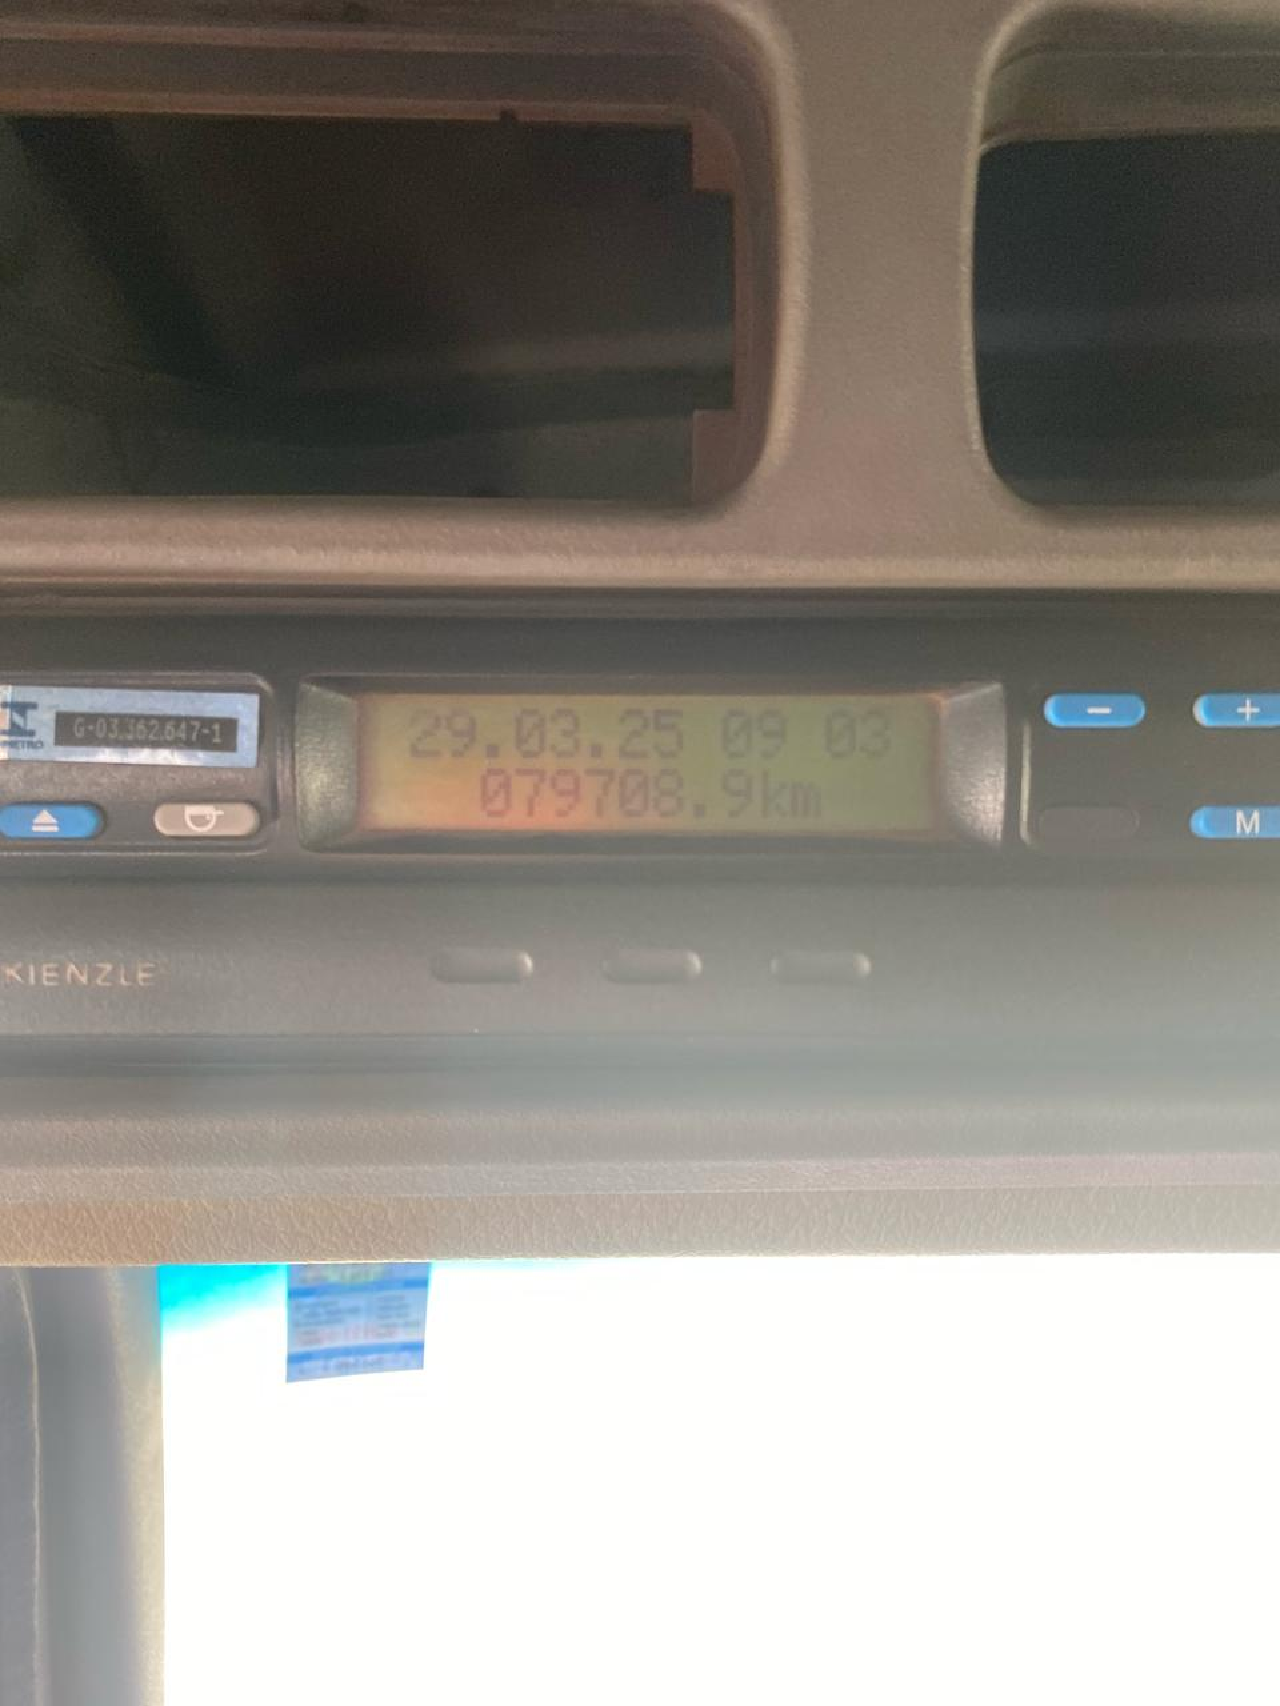 G-03.362.647-1
29.03.25 09 03
079708.9km
-
+
M
KIENZLE